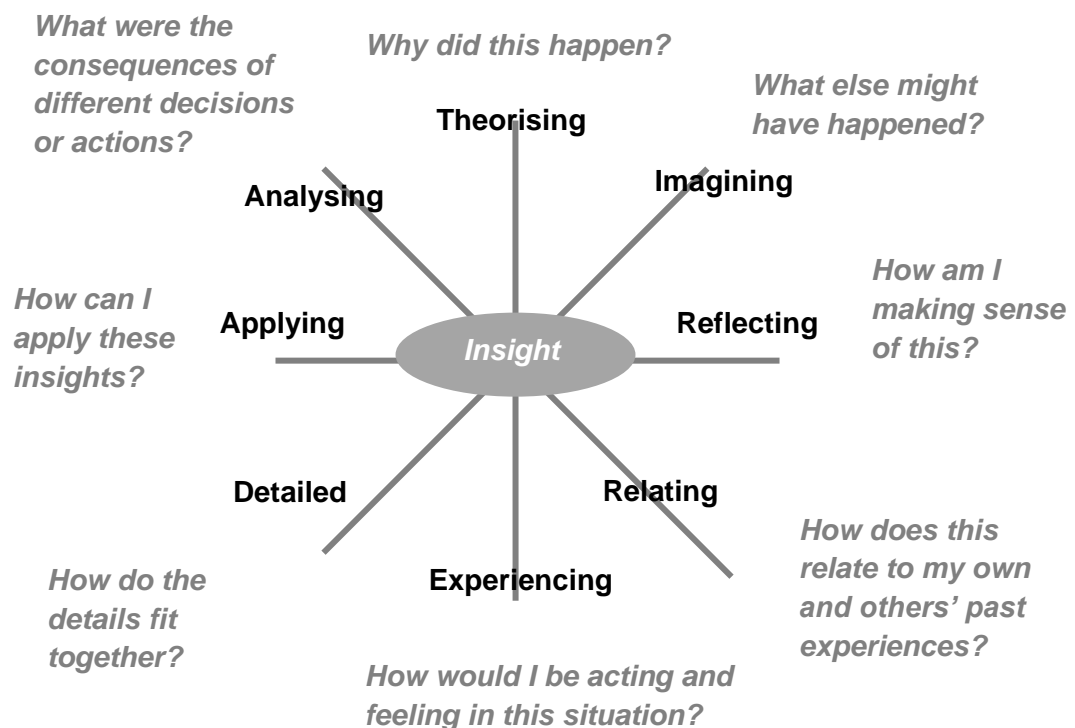 What were the
consequences of
different decisions
or actions?
Why did this happen?
What else might
have happened?
Theorising
Analysing
Imagining
How can I
apply these
insights?
Applying
Insight
Reflecting
How am I
making sense
of this?
Detailed
Relating
How do the
details fit
together?
Experiencing
How does this
relate to my own
and others’ past
experiences?
How would I be acting and
feeling in this situation?